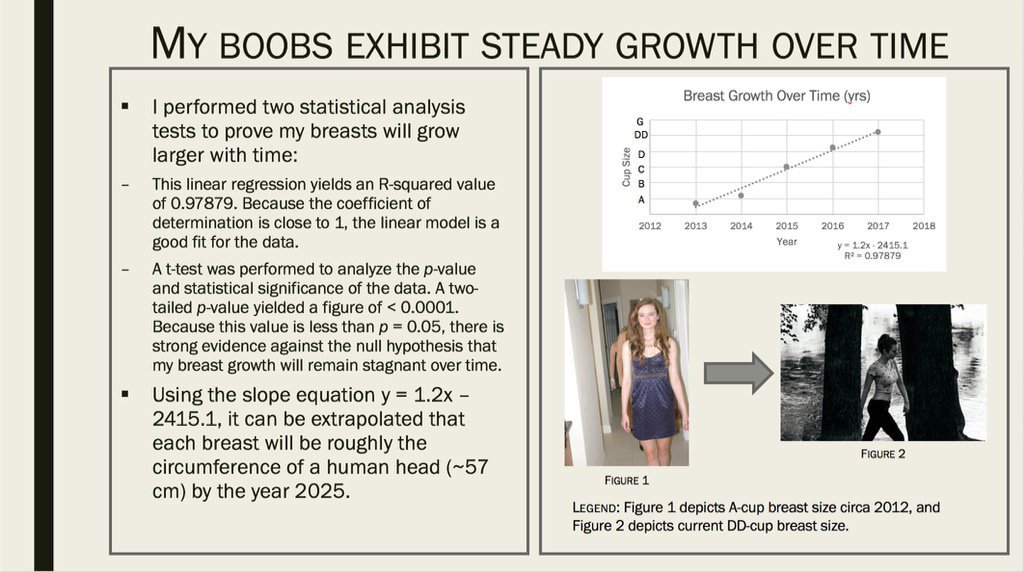 MY BOOBS EXHIBIT STEADY GROWTH OVER TIME
▪ I performed two statistical analysis
tests to prove my breasts will grow
larger with time:
– This linear regression yields an R-squared value
of 0.97879. Because the coefficient of
determination is close to 1, the linear model is a
good fit for the data.
– A t-test was performed to analyze the p-value
and statistical significance of the data. A two-
tailed p-value yielded a figure of < 0.0001.
Because this value is less than p = 0.05, there is
strong evidence against the null hypothesis that
my breast growth will remain stagnant over time.
▪ Using the slope equation y = 1.2x –
2415.1, it can be extrapolated that
each breast will be roughly the
circumference of a human head (~57
cm) by the year 2025.
Breast Growth Over Time (yrs)
Cup Size
G
DD
D
C
B
A
2012 2013 2014 2015 2016 2017 2018
Year
y = 1.2x - 2415.1
R² = 0.97879
FIGURE 1
FIGURE 2
LEGEND: Figure 1 depicts A-cup breast size circa 2012, and
Figure 2 depicts current DD-cup breast size.